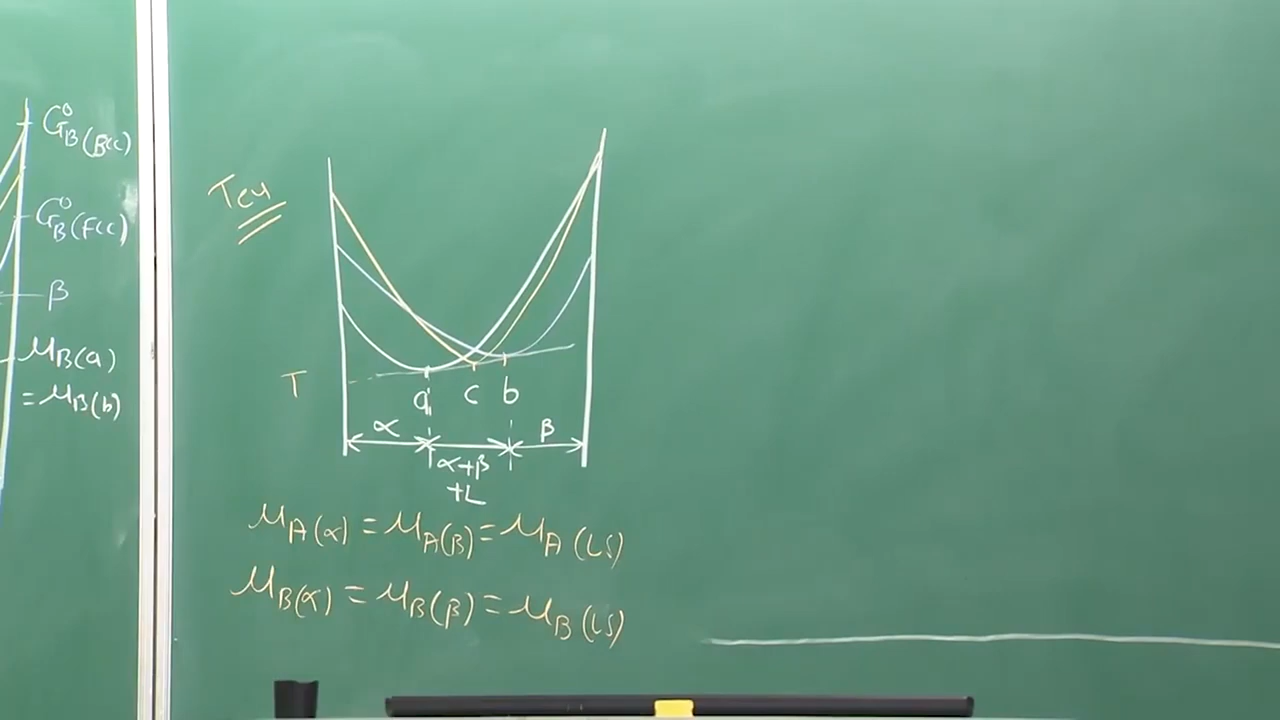 G°B(BCC)
G°B(FCC)
β
μB(a)
= μB(b)
Teu
T
a c b
α β
α+β
+L
μA(α) = μA(β) = μA(LS)
μB(α) = μB(β) = μB(LS)